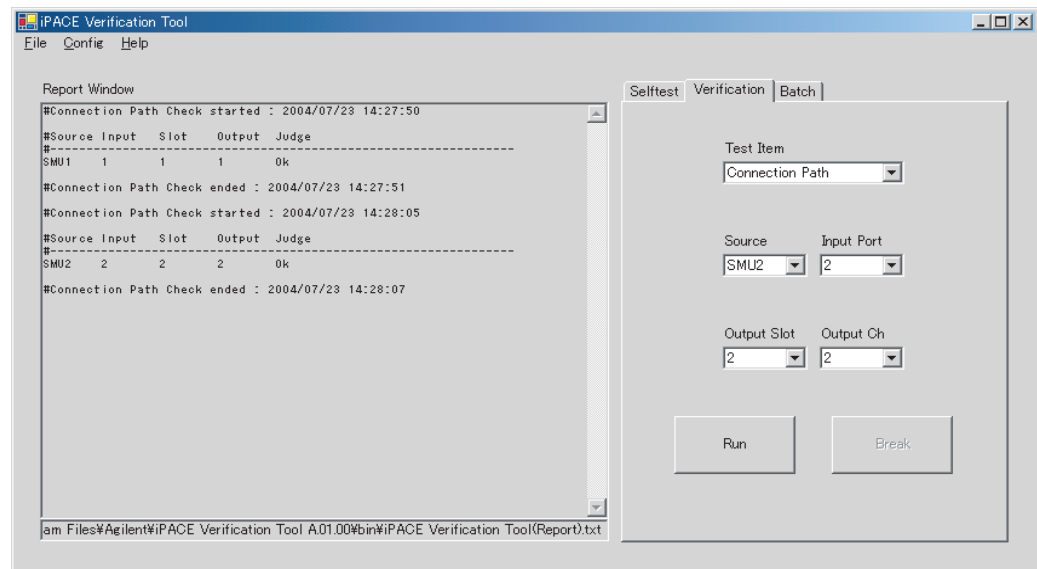 iPACE Verification Tool
File Config Help
Report Window
#Connection Path Check started : 2004/07/23 14:27:50
#Source Input Slot Output Judge
#-----------------------------------------------------------------
SMU1 1 1 1 Ok
#Connection Path Check ended : 2004/07/23 14:27:51
#Connection Path Check started : 2004/07/23 14:28:05
#Source Input Slot Output Judge
#-----------------------------------------------------------------
SMU2 2 2 2 Ok
#Connection Path Check ended : 2004/07/23 14:28:07
am Files¥Agilent¥iPACE Verification Tool A.01.00¥bin¥iPACE Verification Tool(Report).txt
Selftest Verification Batch
Test Item
Connection Path
Source Input Port
SMU2 2
Output Slot Output Ch
2 2
Run Break